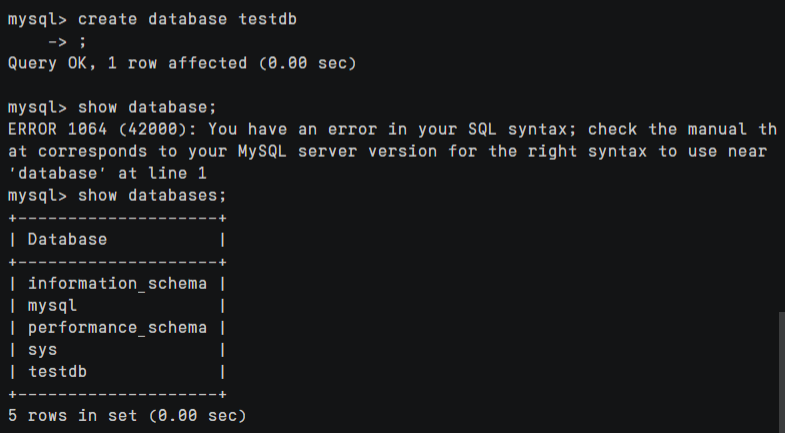 mysql> create database testdb
    -> ;
Query OK, 1 row affected (0.00 sec)

mysql> show database;
ERROR 1064 (42000): You have an error in your SQL syntax; check the manual th
at corresponds to your MySQL server version for the right syntax to use near
'database' at line 1
mysql> show databases;
+--------------------+
| Database           |
+--------------------+
| information_schema |
| mysql              |
| performance_schema |
| sys                |
| testdb             |
+--------------------+
5 rows in set (0.00 sec)